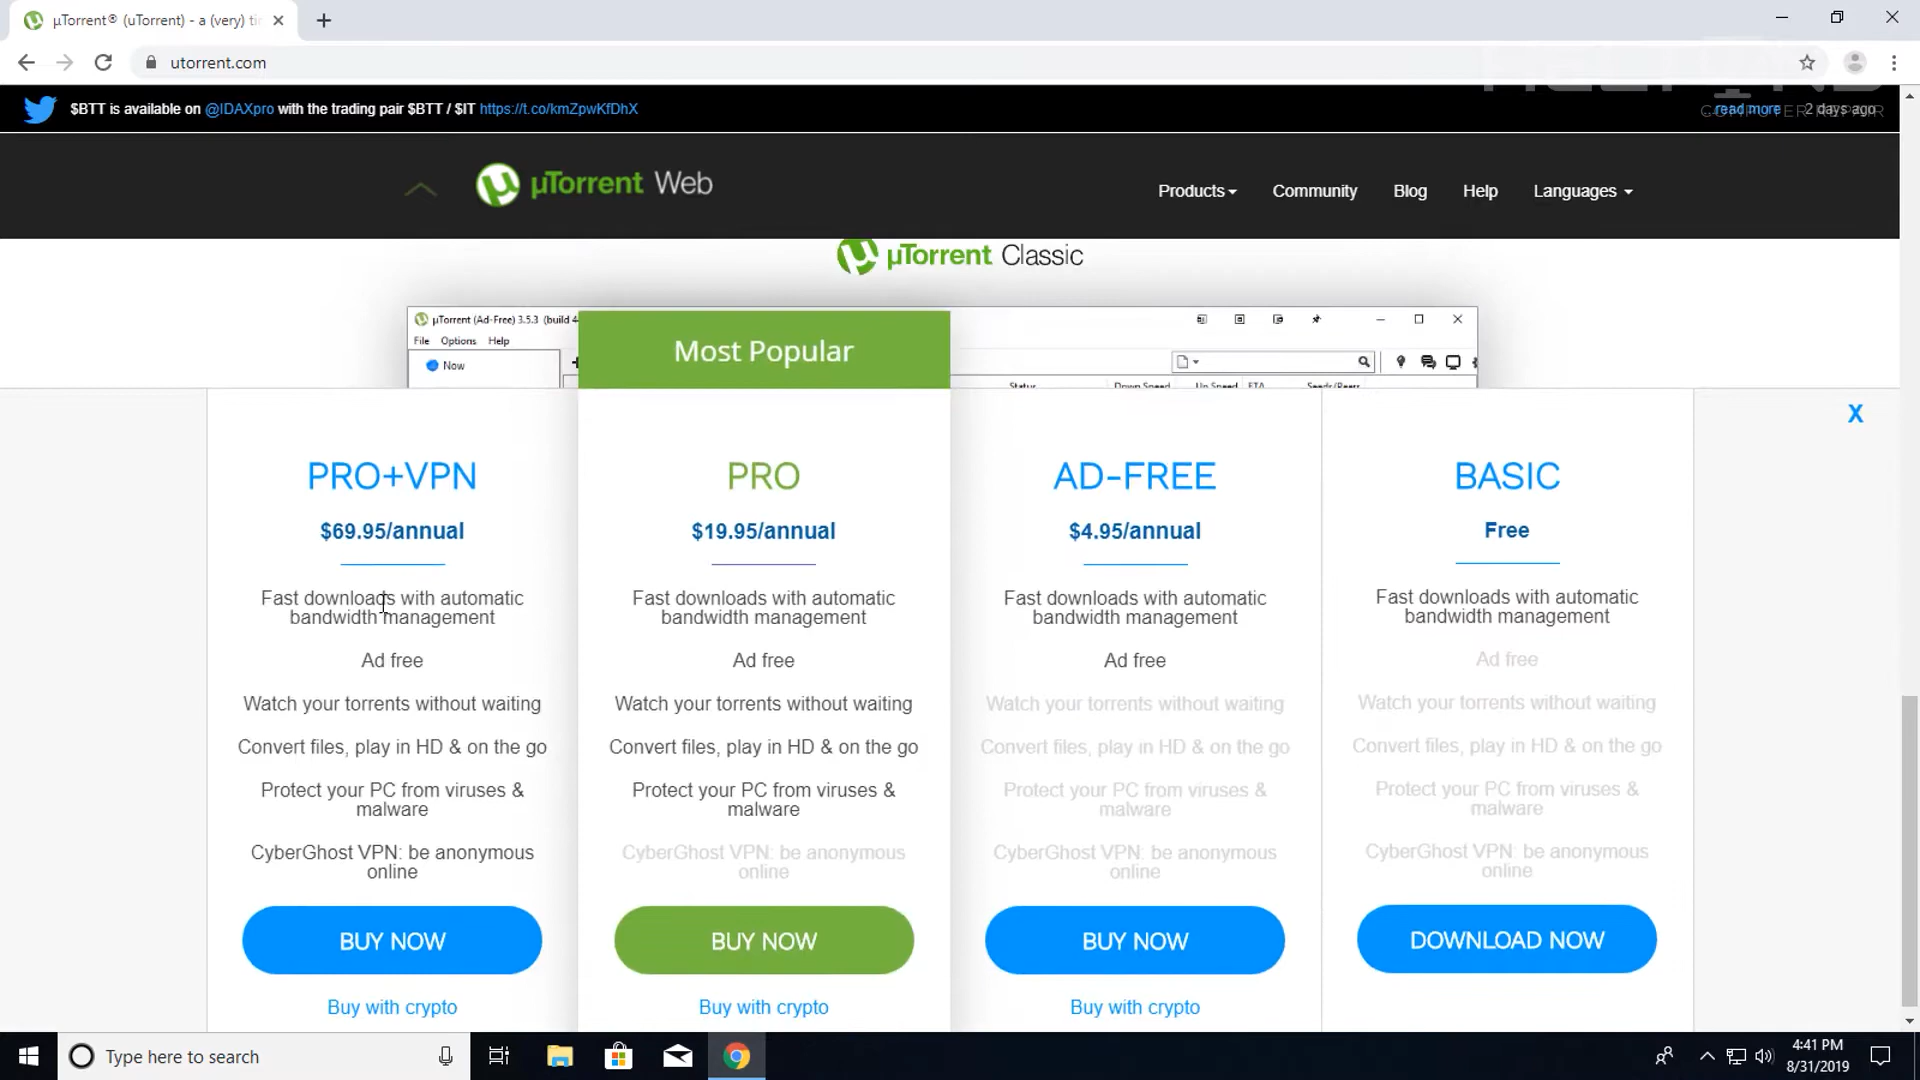 µTorrent® (uTorrent) - a (very) ti
utorrent.com
$BTT is available on @IDAXpro with the trading pair $BTT / $IT https://t.co/kmZpwKfDhX
read more
2 days ago
COMPUTER REPAIR
µTorrent Web
Products
Community
Blog
Help
Languages
µTorrent Classic
µTorrent (Ad-Free) 3.5.3 (build 4
File Options Help
Now
Status
Down Speed
Up Speed
ETA
Seeds/Peers
Most Popular
X
PRO+VPN
$69.95/annual
Fast downloads with automatic
bandwidth management
Ad free
Watch your torrents without waiting
Convert files, play in HD & on the go
Protect your PC from viruses &
malware
CyberGhost VPN: be anonymous
online
BUY NOW
Buy with crypto
PRO
$19.95/annual
Fast downloads with automatic
bandwidth management
Ad free
Watch your torrents without waiting
Convert files, play in HD & on the go
Protect your PC from viruses &
malware
CyberGhost VPN: be anonymous
online
BUY NOW
Buy with crypto
AD-FREE
$4.95/annual
Fast downloads with automatic
bandwidth management
Ad free
Watch your torrents without waiting
Convert files, play in HD & on the go
Protect your PC from viruses &
malware
CyberGhost VPN: be anonymous
online
BUY NOW
Buy with crypto
BASIC
Free
Fast downloads with automatic
bandwidth management
Ad free
Watch your torrents without waiting
Convert files, play in HD & on the go
Protect your PC from viruses &
malware
CyberGhost VPN: be anonymous
online
DOWNLOAD NOW
Type here to search
4:41 PM
8/31/2019